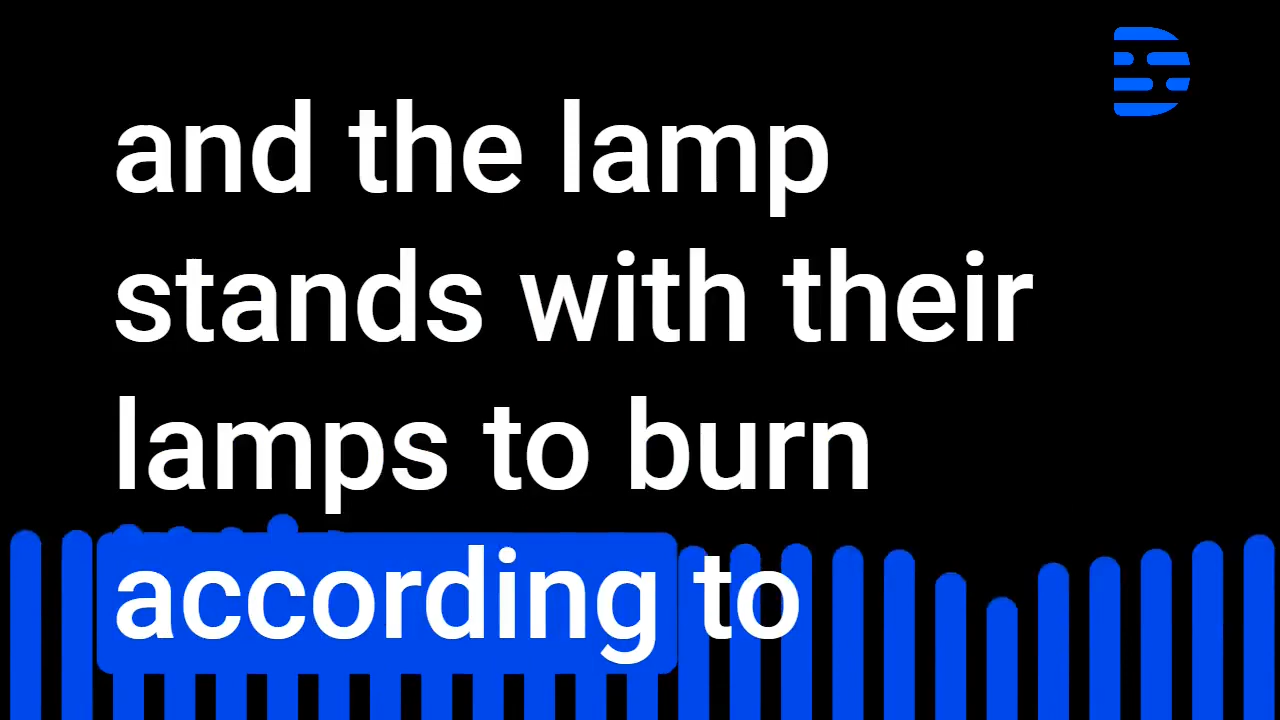 and the lamp
stands with their
lamps to burn
according to